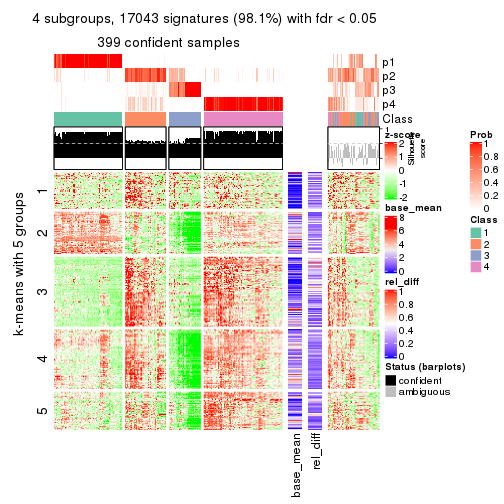 4 subgroups, 17043 signatures (98.1%) with fdr < 0.05
399 confident samples
p1
p2
p3
p4
Class
1
Silhouette
score
k-means with 5 groups
1
2
3
4
5
base_mean
rel_diff
z-score
2
1
0
-1
-2
base_mean
8
6
4
2
0
rel_diff
1
0.8
0.6
0.4
0.2
0
Status (barplots)
confident
ambiguous
Prob
1
0.8
0.6
0.4
0.2
0
Class
1
2
3
4